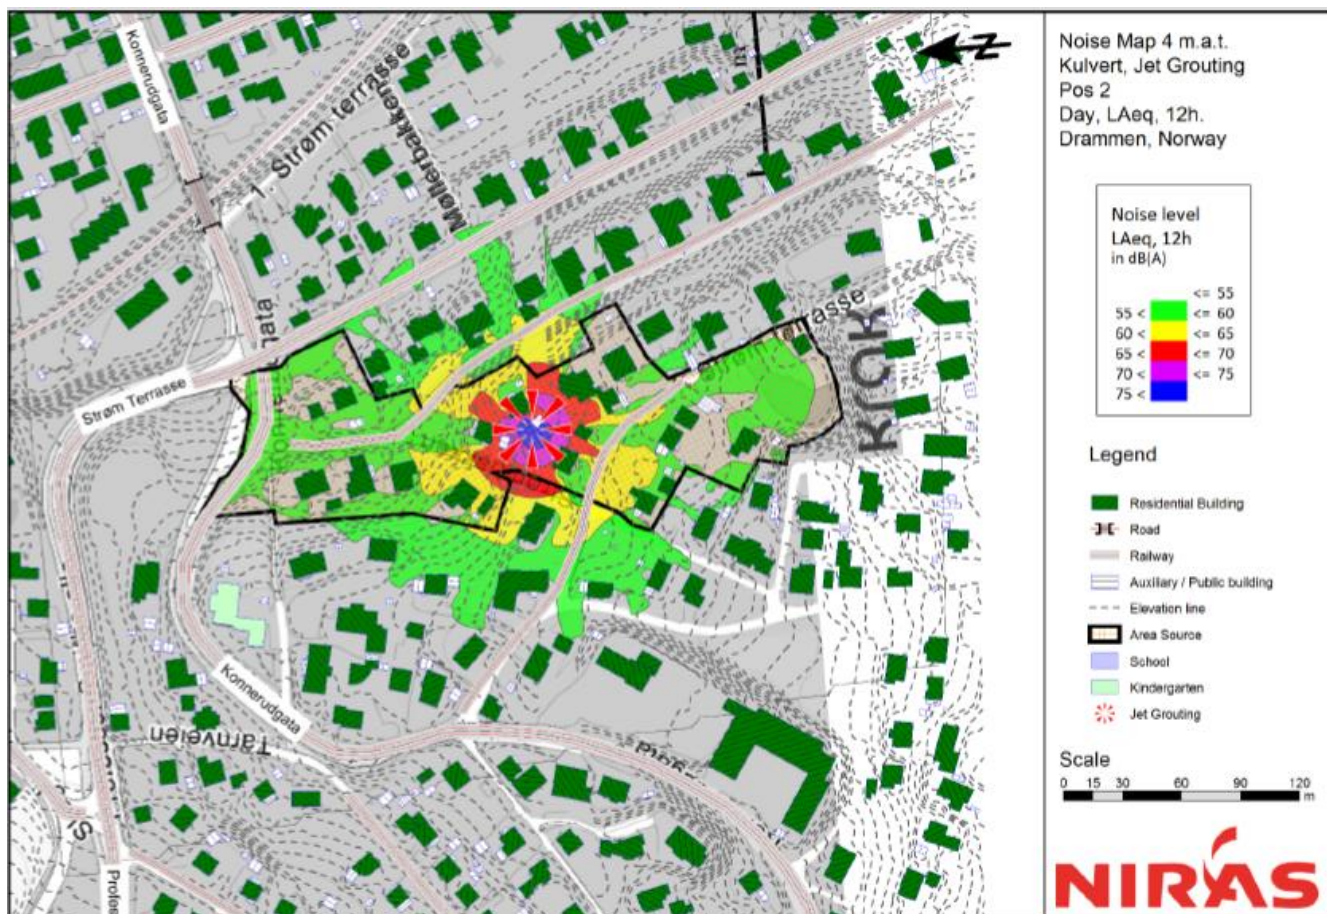 Konnerudgata
1. Strøm terrasse
Møllerbakken
Z
Strøm Terrasse
Konnerudgata
Tårnveien
Noise Map 4 m.a.t.
Kulvert, Jet Grouting
Pos 2
Day, LAeq, 12h.
Drammen, Norway
Noise level
LAeq, 12h
in dB(A)
<= 55
55 < <= 60
60 < <= 65
65 < <= 70
70 < <= 75
75 <
Legend
Residential Building
Road
Railway
Auxiliary / Public building
Elevation line
Area Source
School
Kindergarten
Jet Grouting
Scale
0 15 30 60 90 120
m
NIRAS